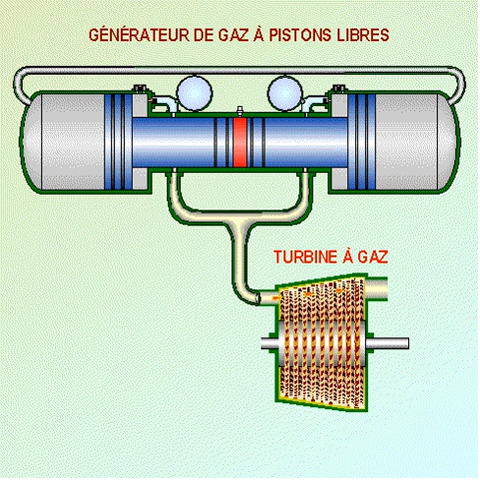 GÉNÉRATEUR DE GAZ À PISTONS LIBRES
TURBINE À GAZ